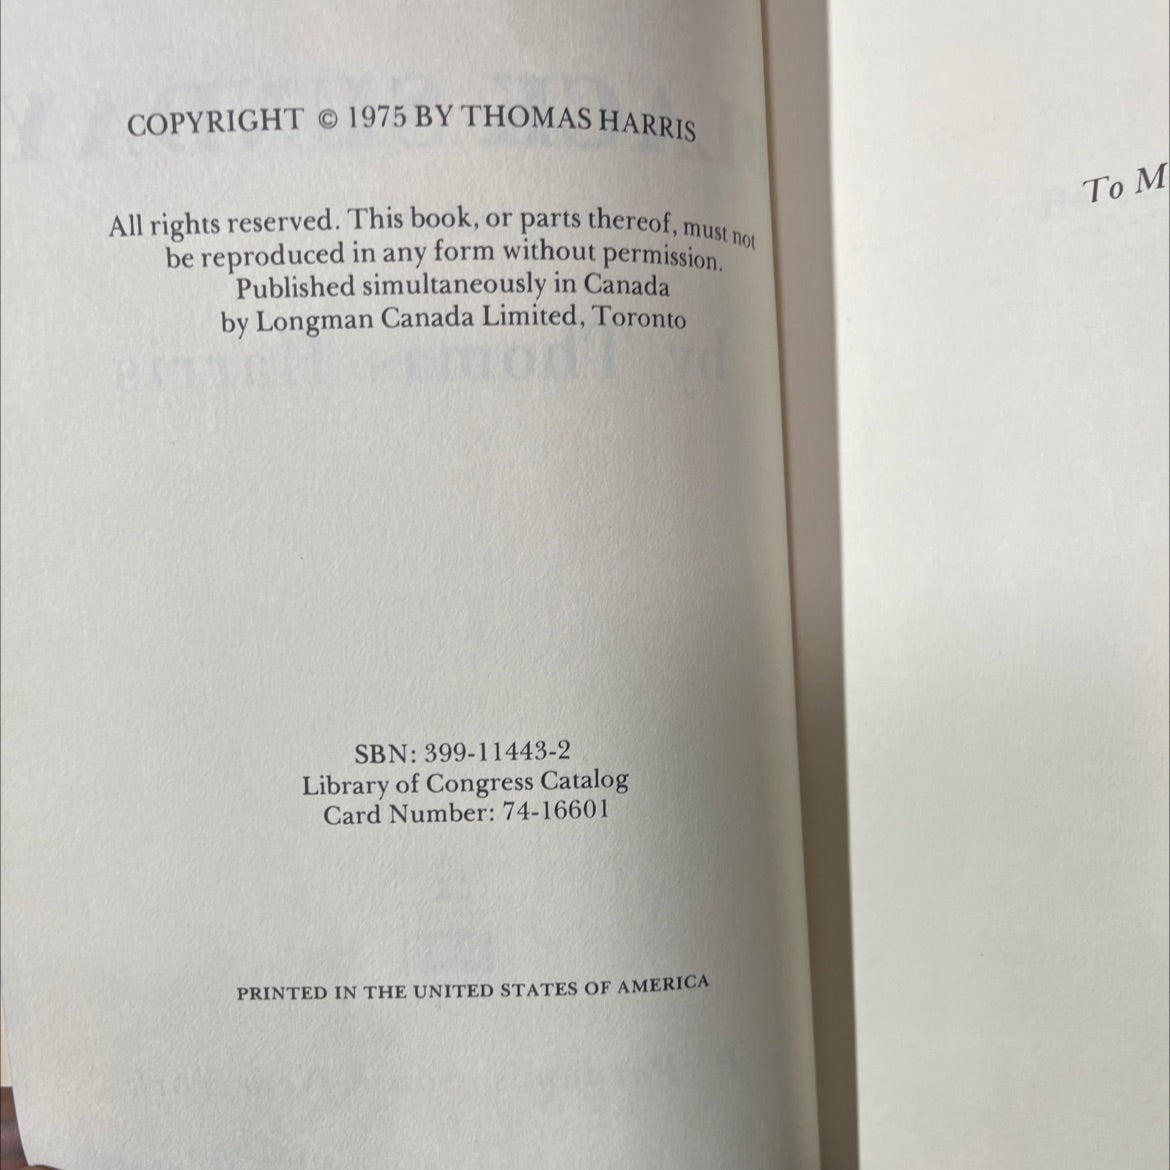 COPYRIGHT © 1975 BY THOMAS HARRIS
All rights reserved. This book, or parts thereof, must not
be reproduced in any form without permission.
Published simultaneously in Canada
by Longman Canada Limited, Toronto
SBN: 399-11443-2
Library of Congress Catalog
Card Number: 74-16601
PRINTED IN THE UNITED STATES OF AMERICA
To M